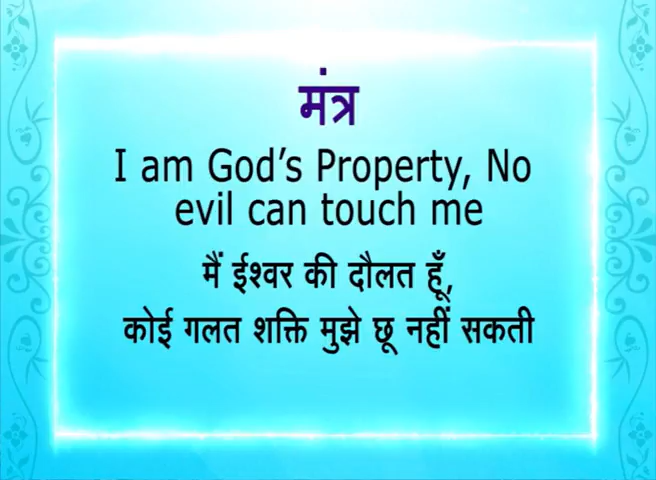 मंत्र
I am God’s Property, No
evil can touch me
मैं ईश्वर की दौलत हूँ,
कोई गलत शक्ति मुझे छू नहीं सकती